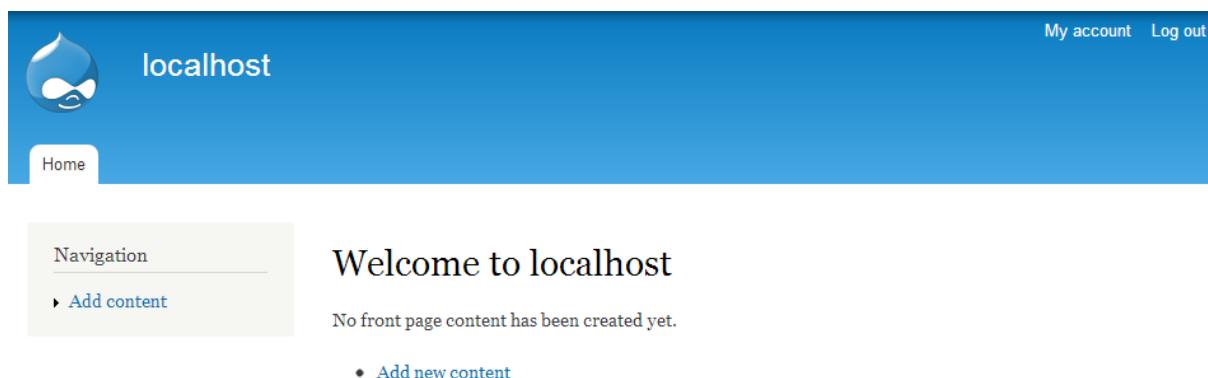 My account Log out
localhost
Home
Navigation
Add content
Welcome to localhost
No front page content has been created yet.
Add new content